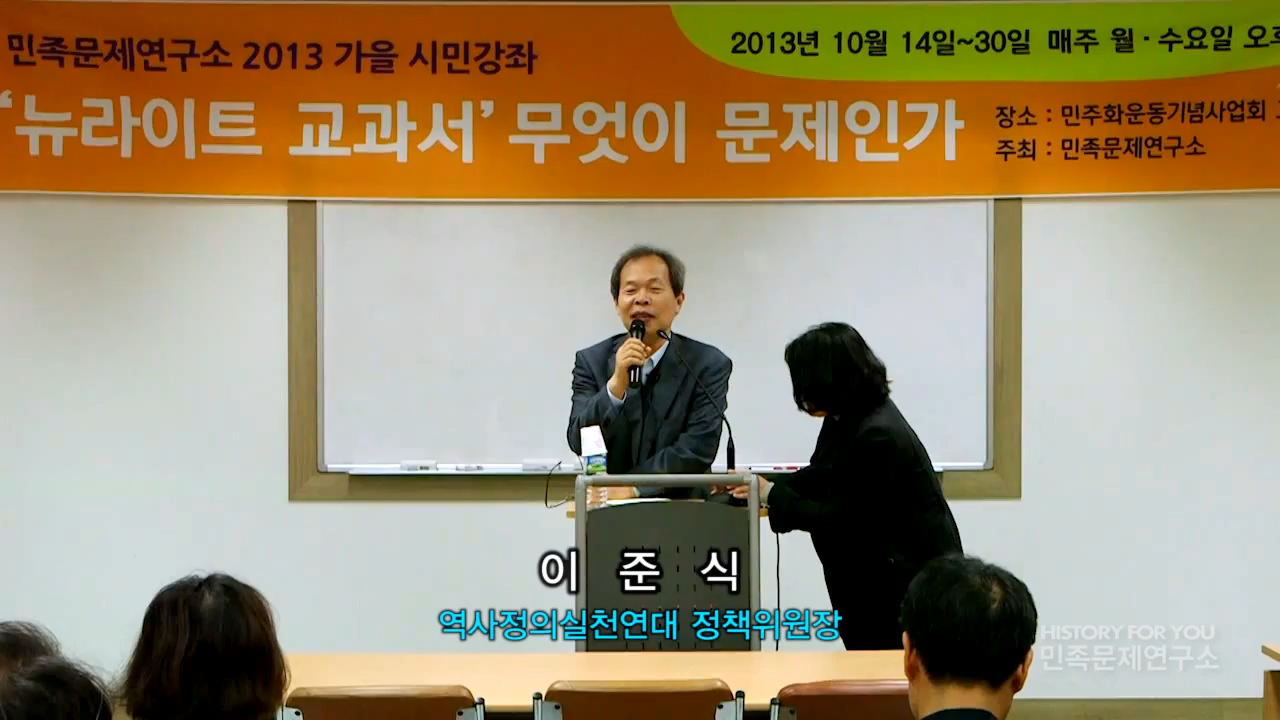 민족문제연구소 2013 가을 시민강좌
2013년 10월 14일~30일 매주 월·수요일
‘뉴라이트 교과서’ 무엇이 문제인가
장소 : 민주화운동기념사업회
주최 : 민족문제연구소
이 준 식
역사정의실천연대 정책위원장
HISTORY FOR YOU
민족문제연구소